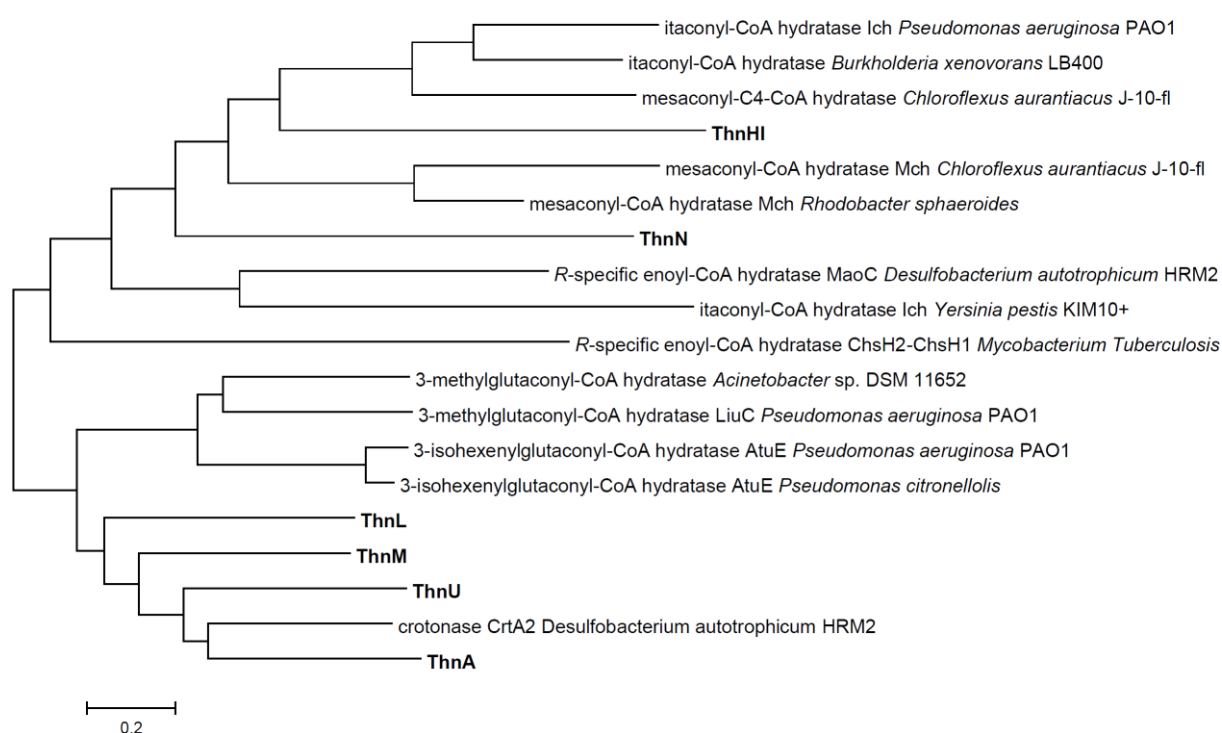 itaconyl-CoA hydratase Ich Pseudomonas aeruginosa PAO1
itaconyl-CoA hydratase Burkholderia xenovorans LB400
mesaconyl-C4-CoA hydratase Chloroflexus aurantiacus J-10-fl
ThnHI
mesaconyl-CoA hydratase Mch Chloroflexus aurantiacus J-10-fl
mesaconyl-CoA hydratase Mch Rhodobacter sphaeroides
ThnN
R-specific enoyl-CoA hydratase MaoC Desulfobacterium autotrophicum HRM2
itaconyl-CoA hydratase Ich Yersinia pestis KIM10+
R-specific enoyl-CoA hydratase ChsH2-ChsH1 Mycobacterium Tuberculosis
3-methylglutaconyl-CoA hydratase Acinetobacter sp. DSM 11652
3-methylglutaconyl-CoA hydratase LiuC Pseudomonas aeruginosa PAO1
3-isohexenylglutaconyl-CoA hydratase AtuE Pseudomonas aeruginosa PAO1
3-isohexenylglutaconyl-CoA hydratase AtuE Pseudomonas citronellolis
ThnL
ThnM
ThnU
crotonase CrtA2 Desulfobacterium autotrophicum HRM2
ThnA
0.2